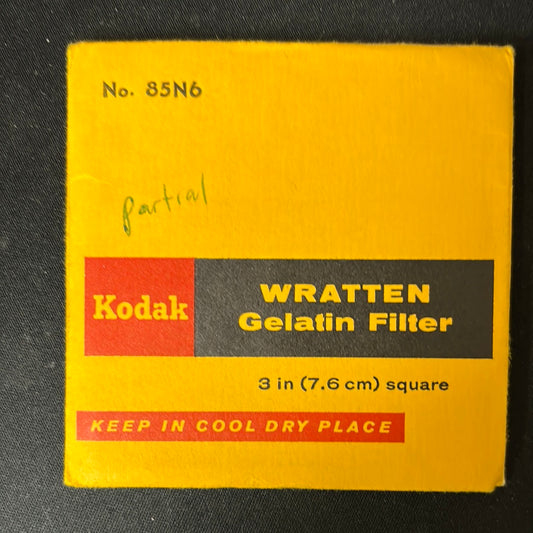 No. 85N6
partial
Kodak
WRATTEN
Gelatin Filter
3 in (7.6 cm) square
KEEP IN COOL DRY PLACE